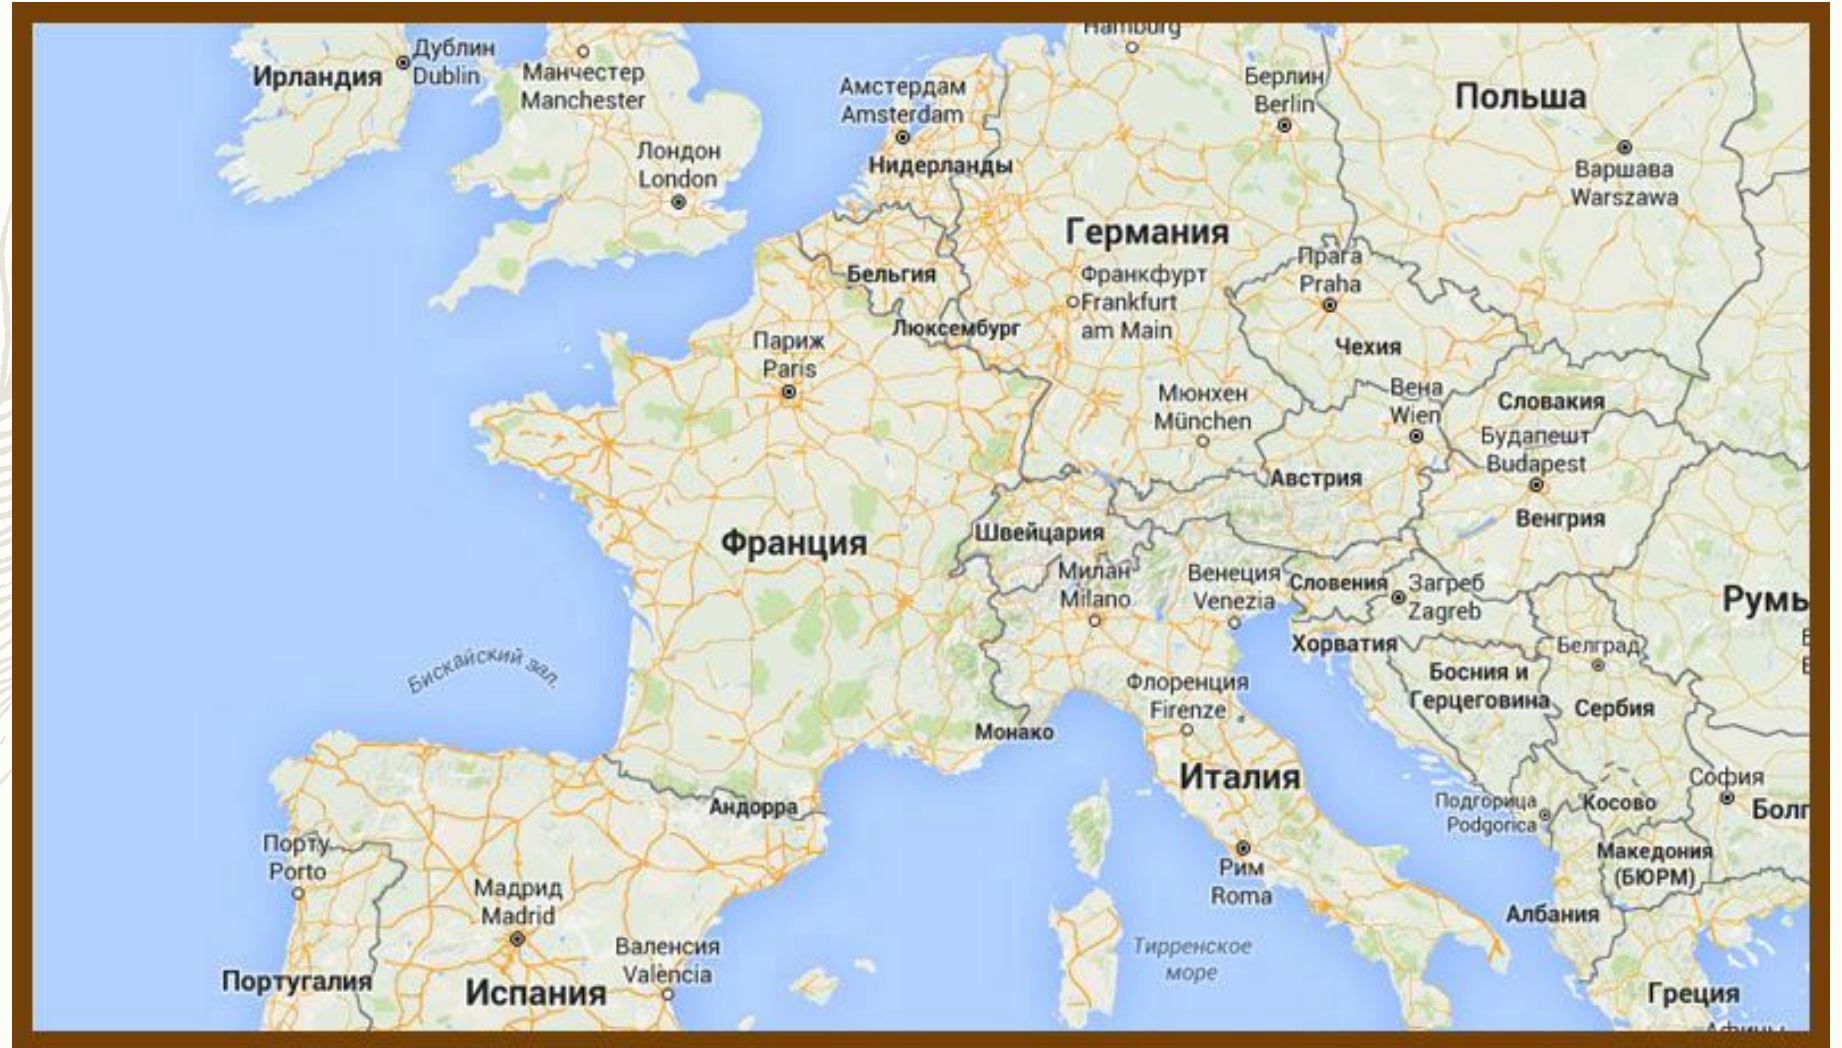 Hamburg
Дублин
Dublin
Ирландия
Манчестер
Manchester
Амстердам
Amsterdam
Берлин
Berlin
Польша
Лондон
London
Нидерланды
Варшава
Warszawa
Германия
Прага
Praha
Бельгия
Франкфурт
Frankfurt
am Main
Люксембург
Париж
Paris
Чехия
Мюнхен
München
Вена
Wien
Словакия
Будапешт
Budapest
Австрия
Венгрия
Франция
Швейцария
Милан
Milano
Венеция
Venezia
Словения
Загреб
Zagreb
Румы
Хорватия
Белград
Бискайский зал.
Босния и
Герцеговина
Флоренция
Firenze
Сербия
Монако
Италия
София
Андорра
Подгорица
Podgorica
Косово
Болг
Порту
Porto
Рим
Roma
Македония
(БЮРМ)
Мадрид
Madrid
Албания
Валенсия
València
Тирренское
море
Португалия
Испания
Греция
Афины